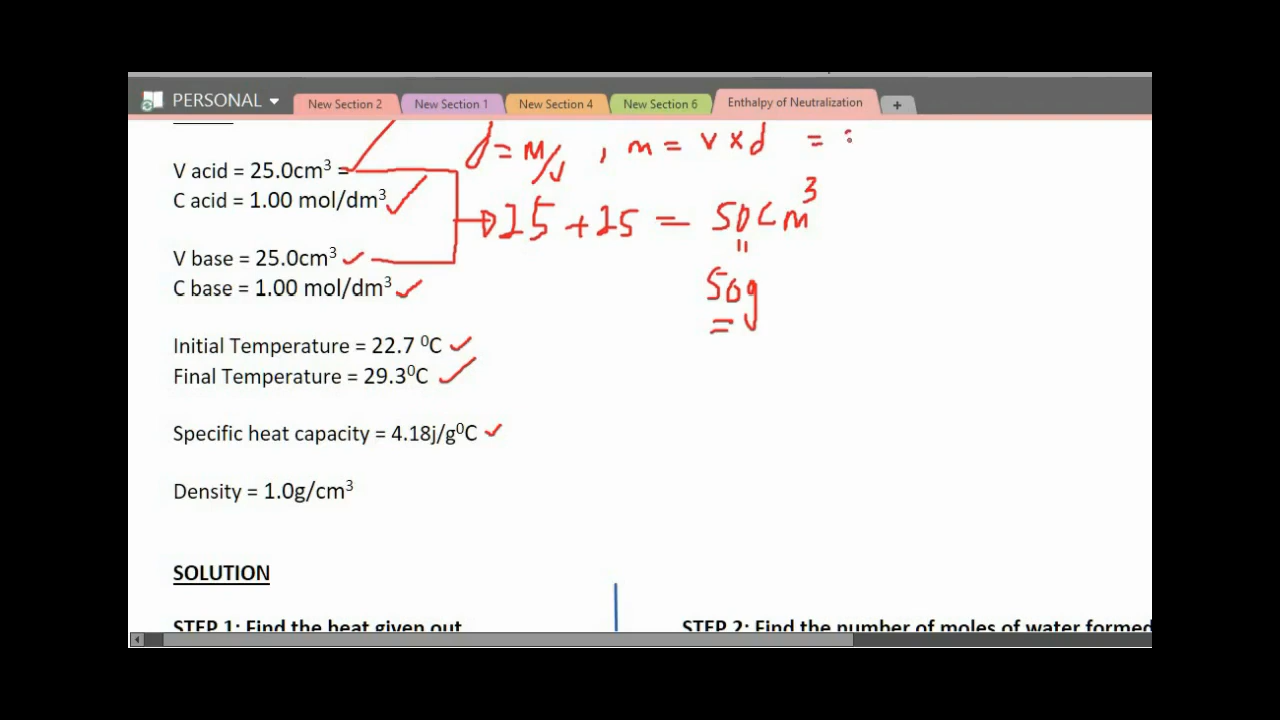 PERSONAL
New Section 2
New Section 1
New Section 4
New Section 6
Enthalpy of Neutralization
d = M/V , m = v x d =
V acid = 25.0cm³ =
C acid = 1.00 mol/dm³
25 + 25 = 50cm³
V base = 25.0cm³
C base = 1.00 mol/dm³
=
50g
=
Initial Temperature = 22.7 ⁰C
Final Temperature = 29.3⁰C
Specific heat capacity = 4.18j/g⁰C
Density = 1.0g/cm³
SOLUTION
STEP 1: Find the heat given out
STEP 2: Find the number of moles of water formed